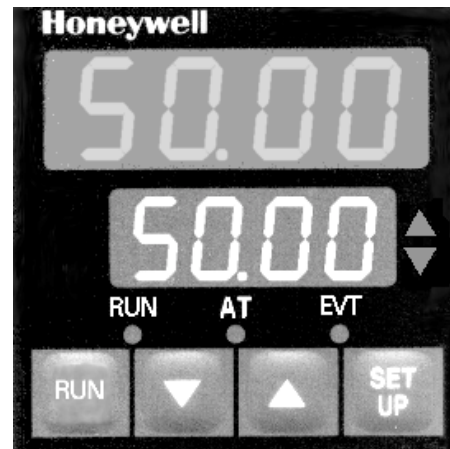 Honeywell
50.00
50.00
RUN AT EVT
RUN SET UP